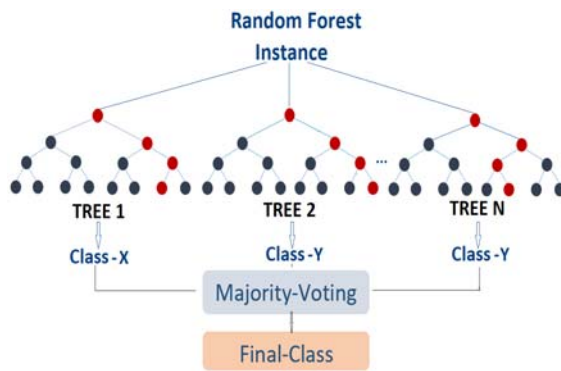 Random Forest
Instance
...
TREE 1
TREE 2
TREE N
Class-X
Class-Y
Class-Y
Majority-Voting
Final-Class